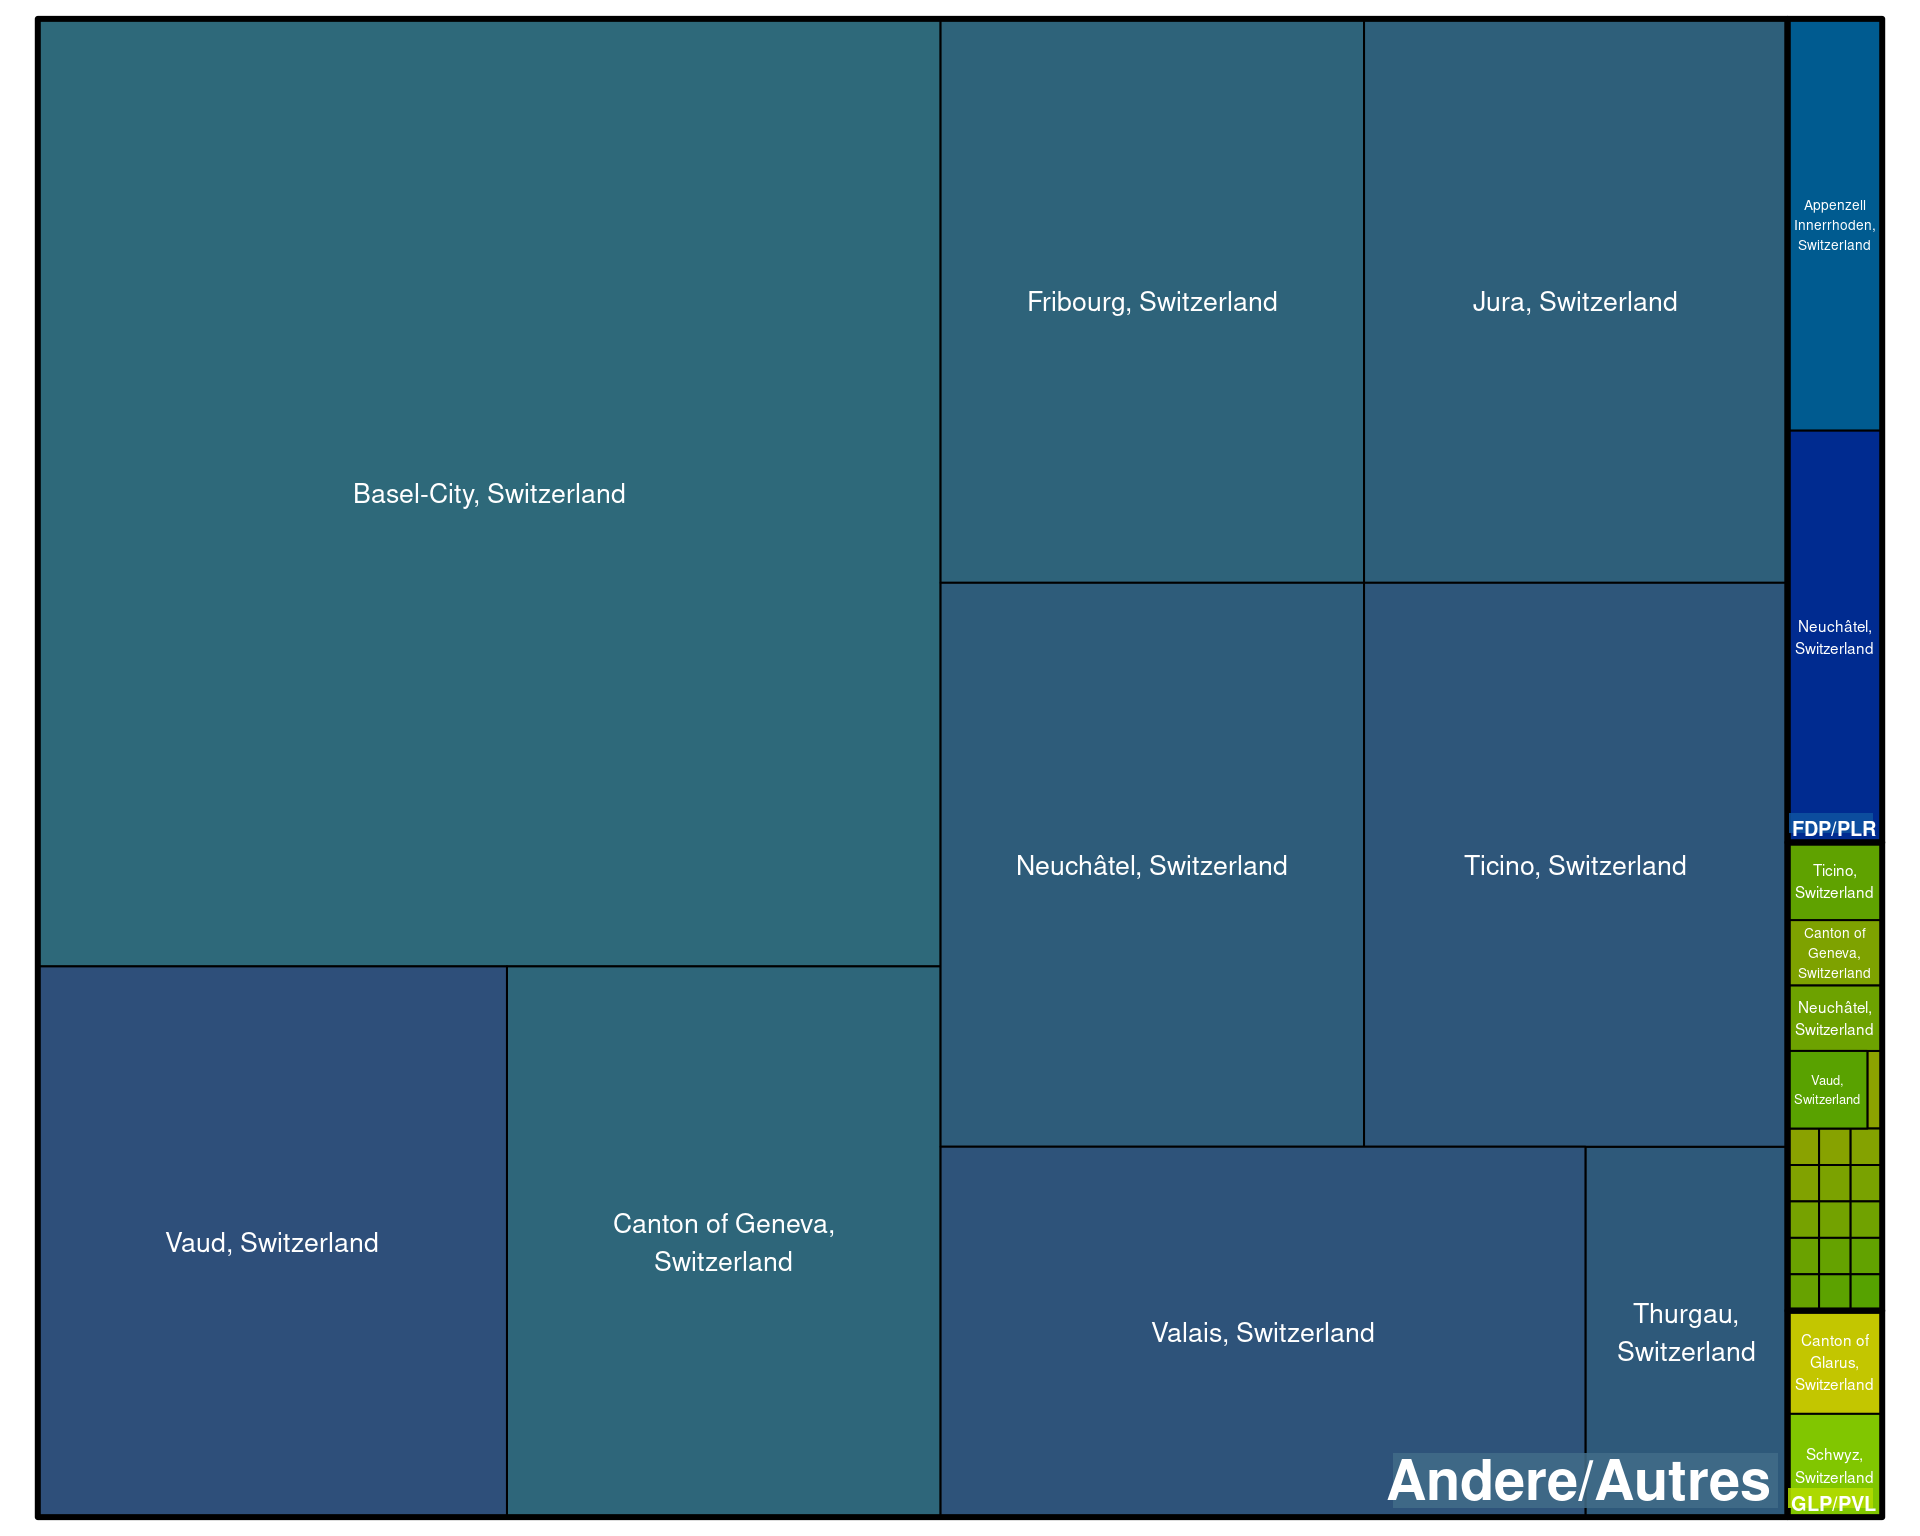 Basel-City, Switzerland
Fribourg, Switzerland
Jura, Switzerland
Neuchâtel, Switzerland
Ticino, Switzerland
Vaud, Switzerland
Canton of Geneva,
Switzerland
Valais, Switzerland
Thurgau,
Switzerland
Andere/Autres
Appenzell
Innerrhoden,
Switzerland
Neuchâtel,
Switzerland
FDP/PLR
Ticino,
Switzerland
Canton of
Geneva,
Switzerland
Neuchâtel,
Switzerland
Vaud,
Switzerland
Canton of
Glarus,
Switzerland
Schwyz,
Switzerland
GLP/PVL